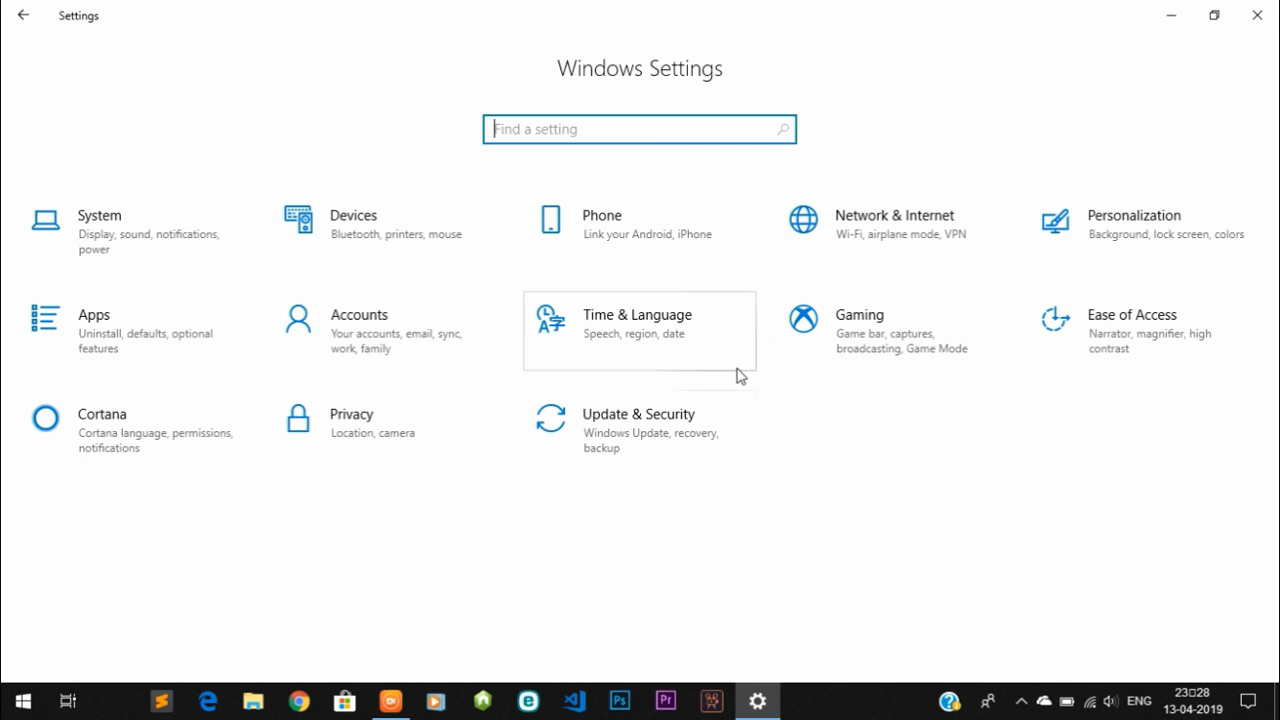 Settings
Windows Settings
Find a setting
System
Display, sound, notifications,
power
Devices
Bluetooth, printers, mouse
Phone
Link your Android, iPhone
Network & Internet
Wi-Fi, airplane mode, VPN
Personalization
Background, lock screen, colors
Apps
Uninstall, defaults, optional
features
Accounts
Your accounts, email, sync,
work, family
Time & Language
Speech, region, date
Gaming
Game bar, captures,
broadcasting, Game Mode
Ease of Access
Narrator, magnifier, high
contrast
Cortana
Cortana language, permissions,
notifications
Privacy
Location, camera
Update & Security
Windows Update, recovery,
backup
Ps
Pr
ENG
23□28
13-04-2019